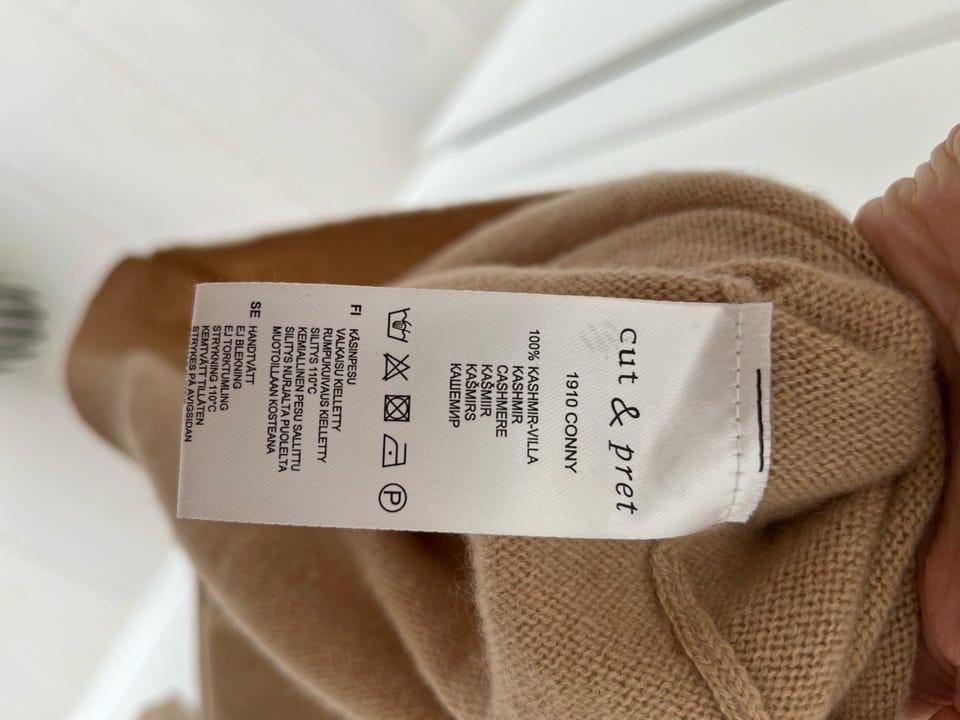 cut & pret
1910 CONNY
100% KASHMIR-VILLA
KASHMIR
CASHMERE
KAŠMIIR
KAŠMIRS
КАШЕМИР
P
FI KÄSINPESU
VALKAISU KIELLETTY
RUMPUKUIVAUS KIELLETTY
SILITYS 110°C
KEMIALLINEN PESU SALLITTU
SILITYS NURJALTA PUOLELTA
MUOTOILLAAN KOSTEANA
SE HANDTVÄTT
EJ BLEKNING
EJ TORKTUMLING
STRYKNING 110°C
KEMTVÄTT TILLÅTEN
STRYKES PÅ AVIGSIDAN